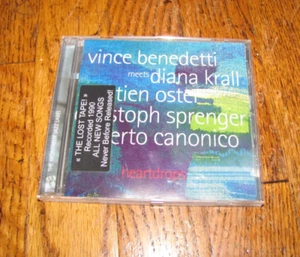 vince benedetti
meets diana krall
tien oster
stoph sprenger
erto canonico
heartdrops
« THE LOST TAPE! »
Recorded 1990
ALL NEW SONGS
Never Before Released!